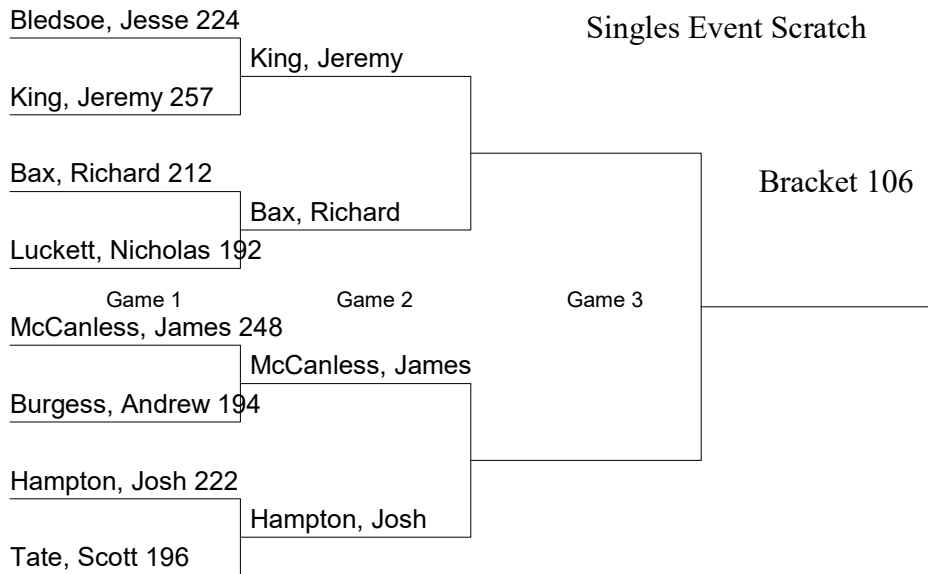 Bledsoe, Jesse 224
Singles Event Scratch
King, Jeremy
King, Jeremy 257
Bax, Richard 212
Bracket 106
Bax, Richard
Luckett, Nicholas 192
Game 1
Game 2
Game 3
McCanless, James 248
McCanless, James
Burgess, Andrew 194
Hampton, Josh 222
Hampton, Josh
Tate, Scott 196